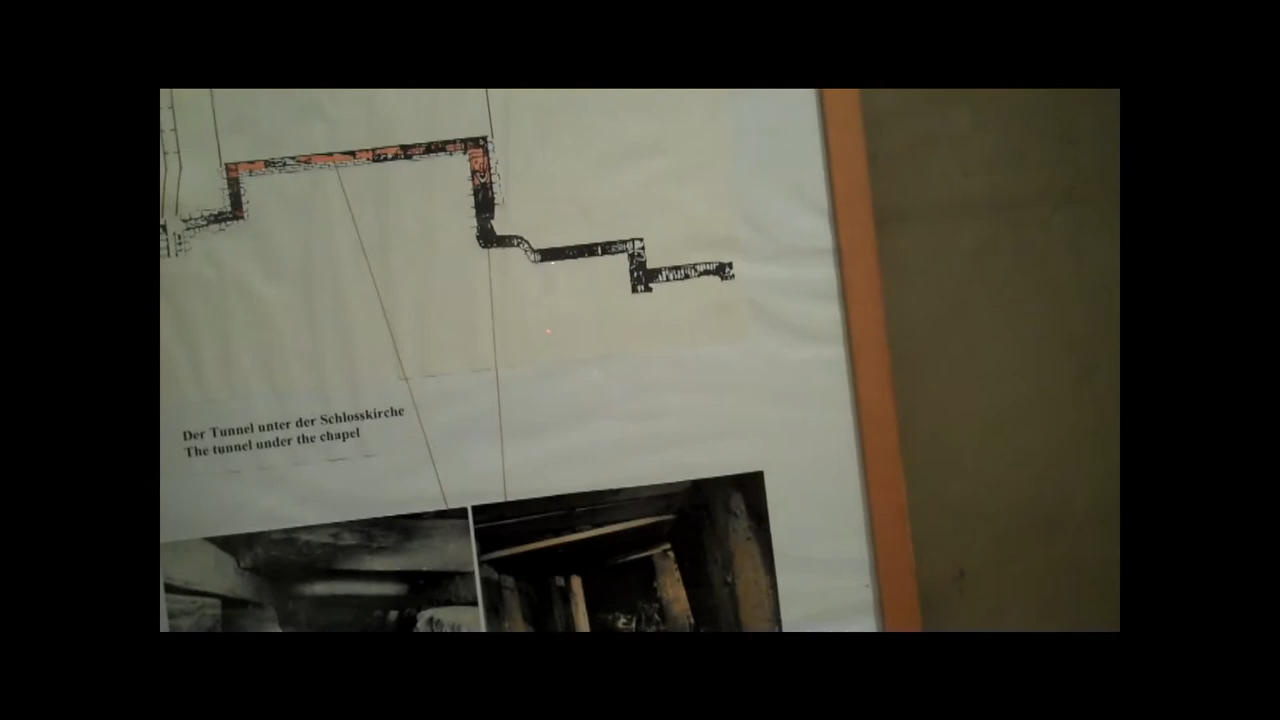 Der Tunnel unter der Schlosskirche
The tunnel under the chapel